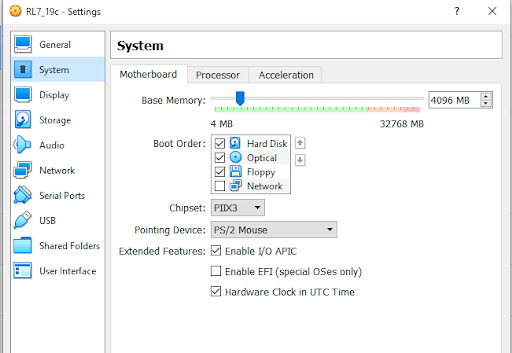 RL7_19c - Settings
? ×
General
System
Display
Storage
Audio
Network
Serial Ports
USB
Shared Folders
User Interface
System
Motherboard Processor Acceleration
Base Memory: 4096 MB
4 MB 32768 MB
Boot Order: Hard Disk
Optical
Floppy
Network
Chipset: PIIX3
Pointing Device: PS/2 Mouse
Extended Features: Enable I/O APIC
Enable EFI (special OSes only)
Hardware Clock in UTC Time